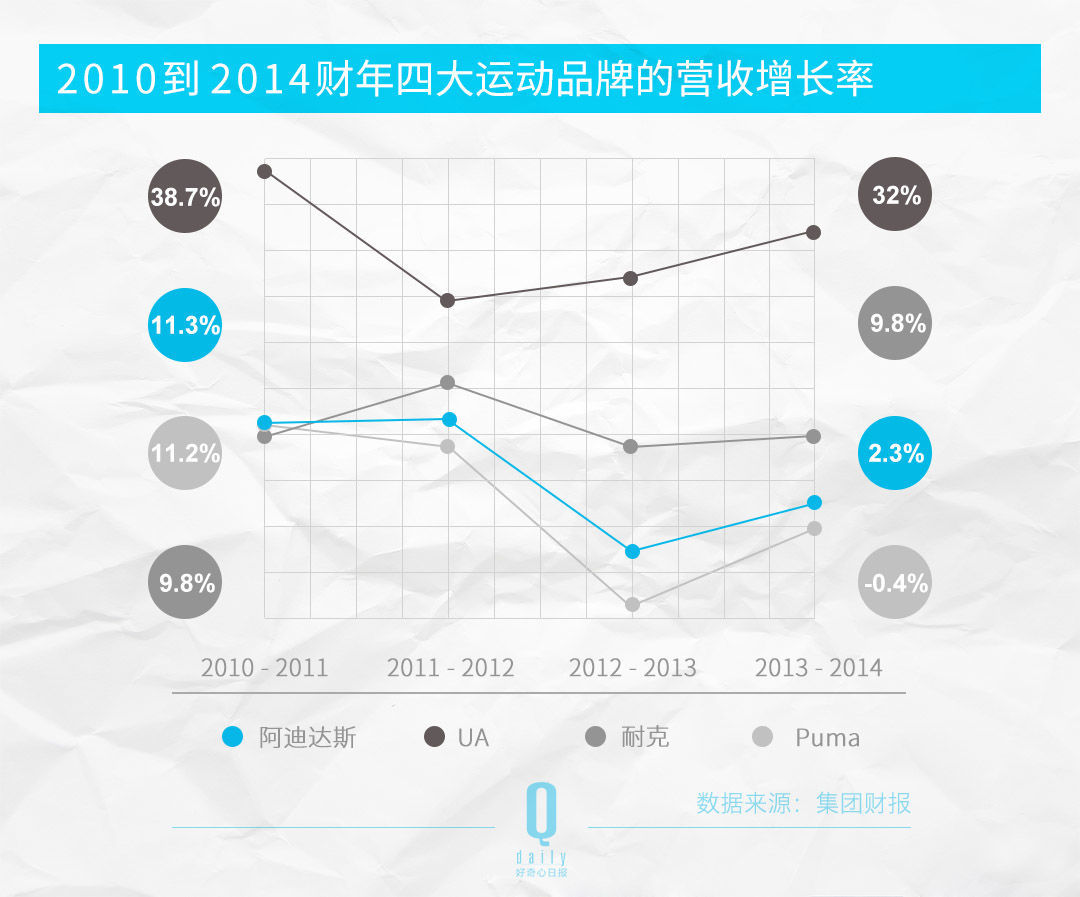 2010到2014财年四大运动品牌的营收增长率
38.7%
32%
11.3%
9.8%
11.2%
2.3%
9.8%
-0.4%
2010 - 2011
2011 - 2012
2012 - 2013
2013 - 2014
阿迪达斯
UA
耐克
Puma
数据来源：集团财报
Q
daily
好奇心日报